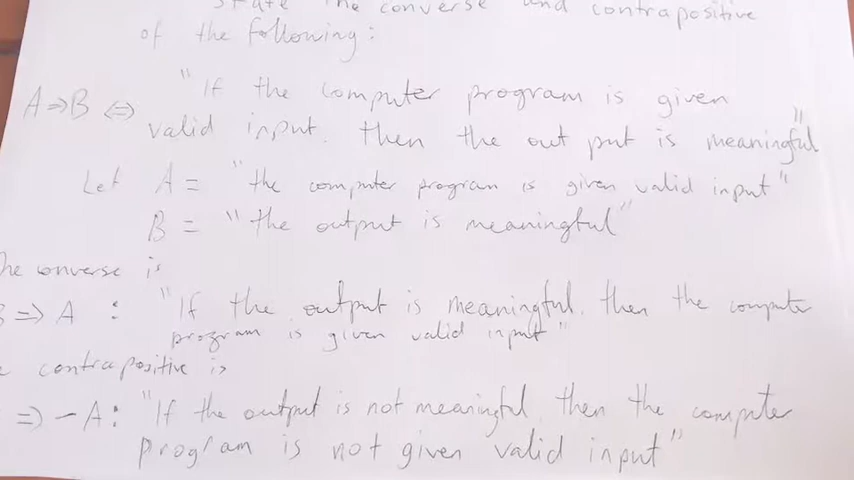 State the converse and contrapositive
of the following:
"If the computer program is given
A⇒B ⇔ valid input. then the out put is meaningful"
Let A = "the computer program is given valid input"
B = "the output is meaningful"
he converse is
⇒ A : "If the output is meaningful, then the computer
program is given valid input"
contrapositive is
⇒ -A: "If the output is not meaningful, then the computer
program is not given valid input"